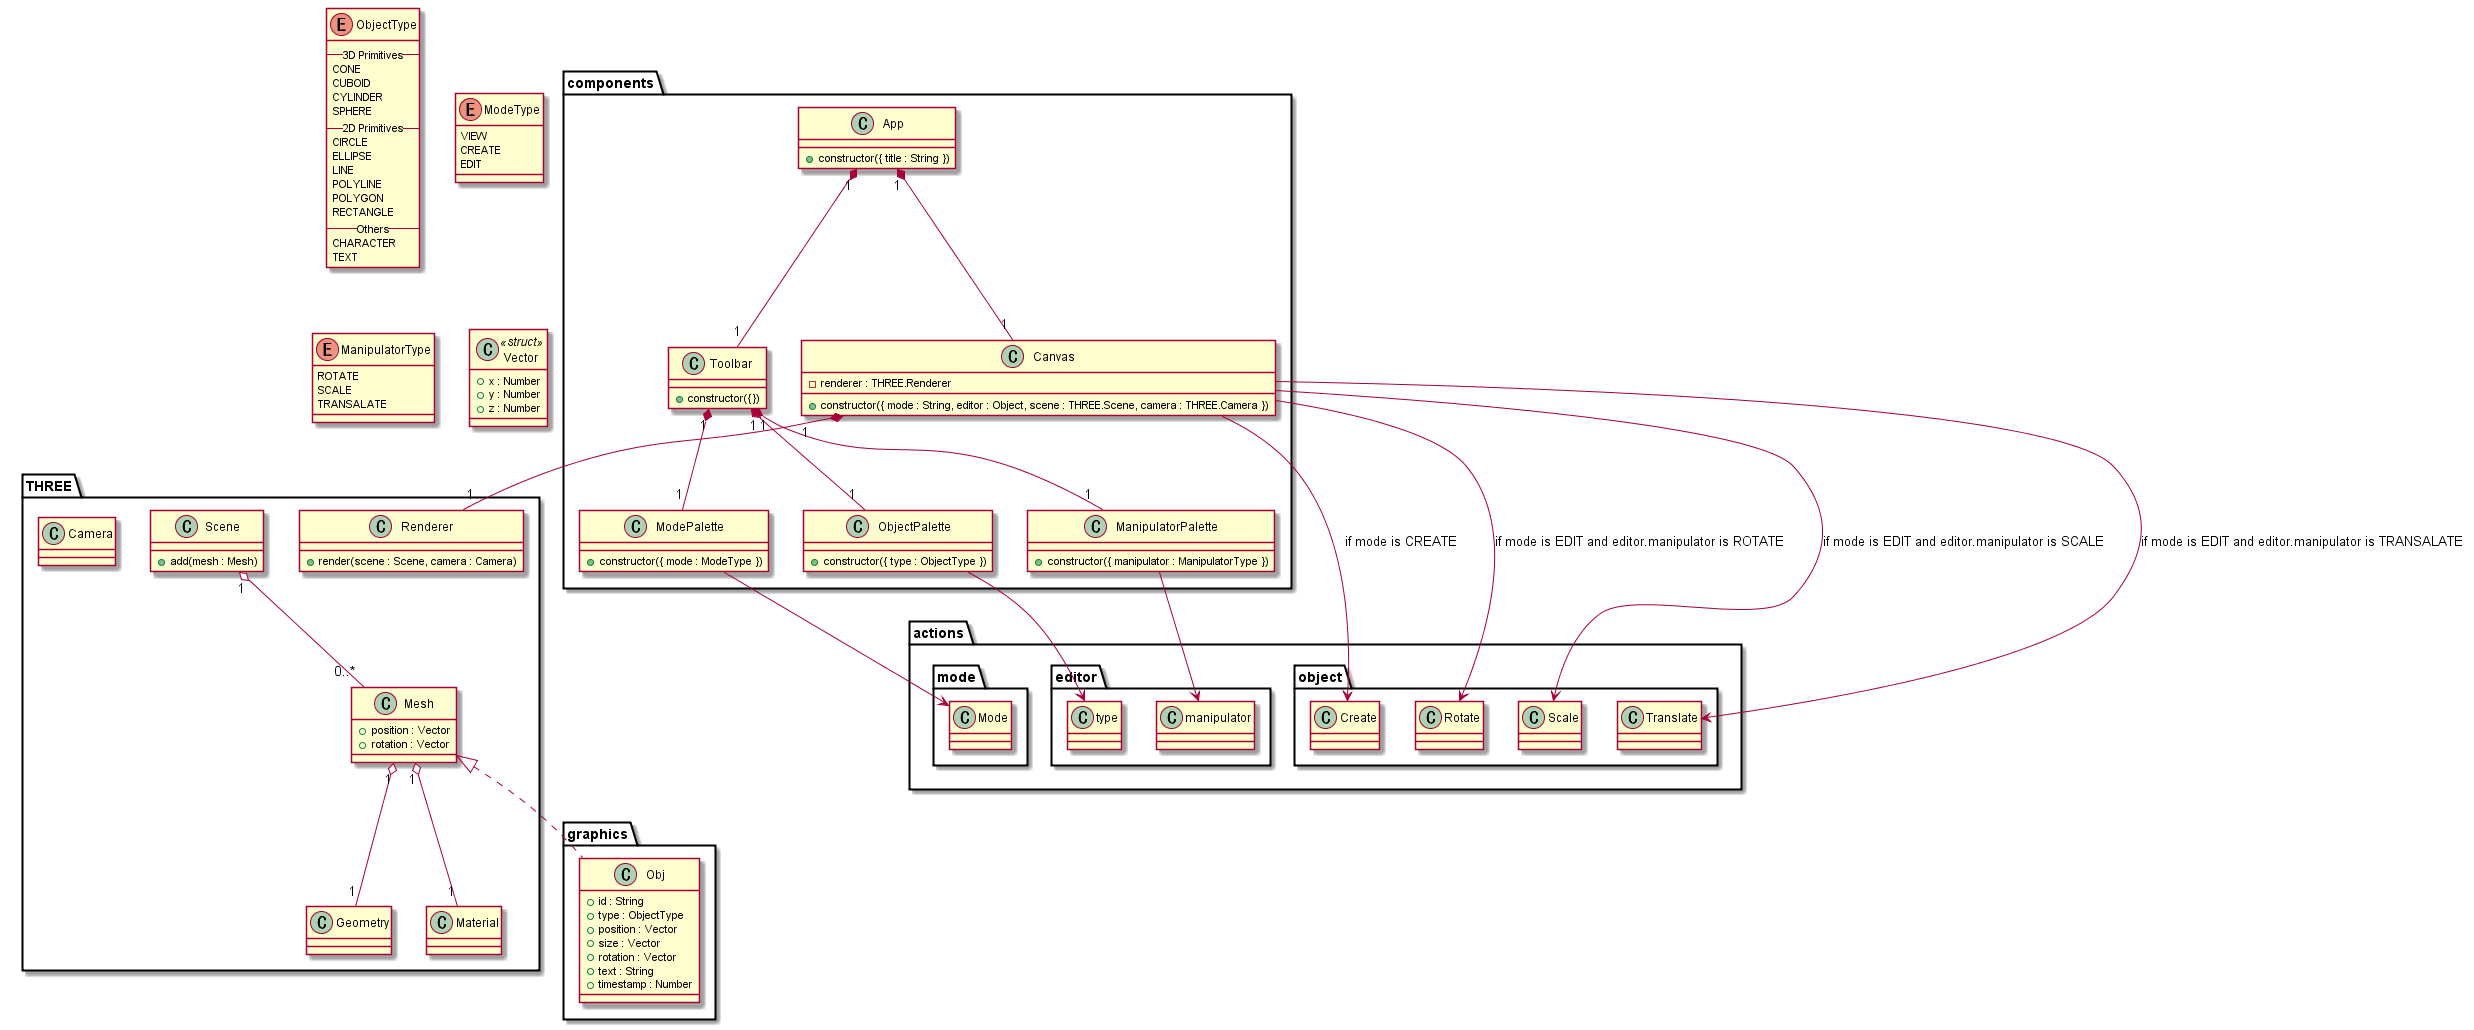 E ObjectType
3D Primitives
CONE
CUBOID
CYLINDER
SPHERE
2D Primitives
CIRCLE
ELLIPSE
LINE
POLYLINE
POLYGON
RECTANGLE
Others
CHARACTER
TEXT
E ModeType
VIEW
CREATE
EDIT
components
C App
constructor({ title : String })
1
1
1
1
E ManipulatorType
ROTATE
SCALE
TRANSALATE
C «struct»
Vector
x : Number
y : Number
z : Number
C Toolbar
constructor({})
C Canvas
renderer : THREE.Renderer
constructor({ mode : String, editor : Object, scene : THREE.Scene, camera : THREE.Camera })
1
1
1
1
THREE
1
1
1
1
C Camera
C Scene
add(mesh : Mesh)
C Renderer
render(scene : Scene, camera : Camera)
C ModePalette
constructor({ mode : ModeType })
C ObjectPalette
constructor({ type : ObjectType })
C ManipulatorPalette
constructor({ manipulator : ManipulatorType })
if mode is CREATE
if mode is EDIT and editor.manipulator is ROTATE
if mode is EDIT and editor.manipulator is SCALE
if mode is EDIT and editor.manipulator is TRANSALATE
1
0..*
actions
mode
C Mode
editor
C type
C manipulator
object
C Create
C Rotate
C Scale
C Translate
C Mesh
position : Vector
rotation : Vector
1
1
1
1
C Geometry
C Material
graphics
C Obj
id : String
type : ObjectType
position : Vector
size : Vector
rotation : Vector
text : String
timestamp : Number